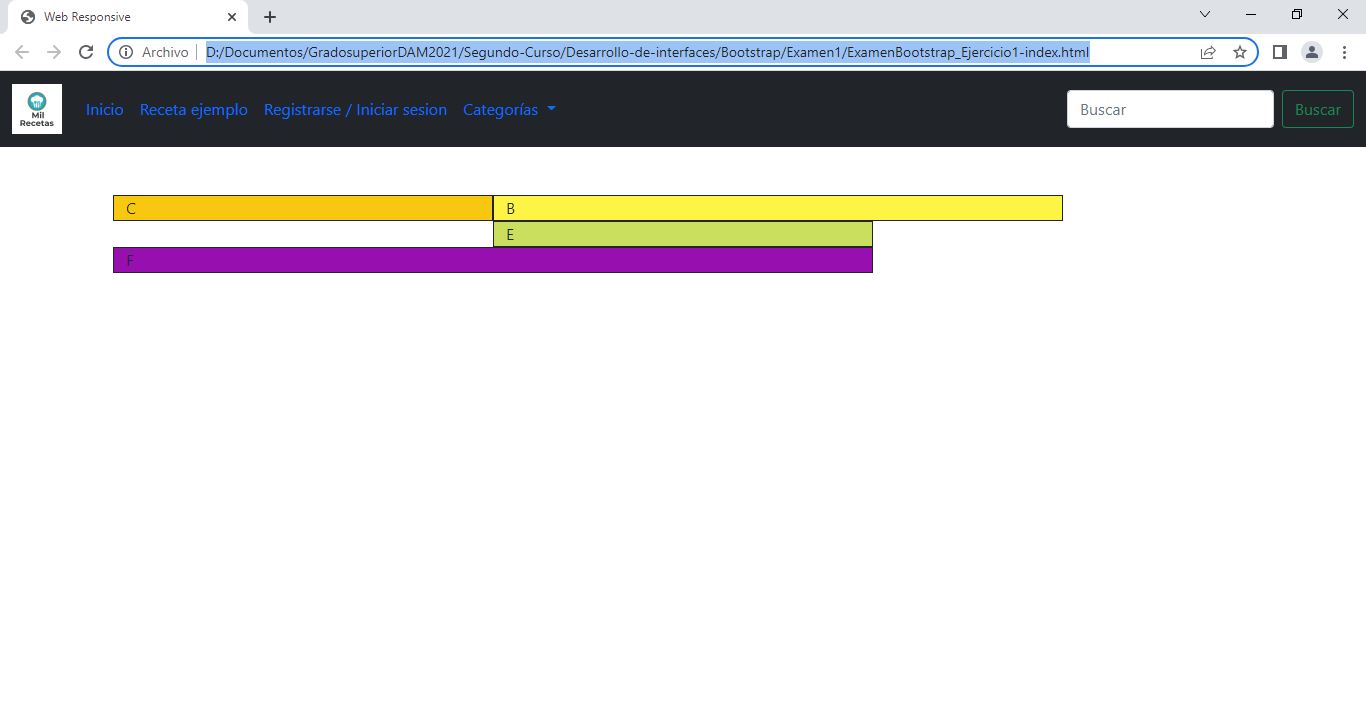 Web Responsive
Archivo D:/Documentos/GradosuperiorDAM2021/Segundo-Curso/Desarrollo-de-interfaces/Bootstrap/Examen1/ExamenBootstrap_Ejercicio1-index.html
Mil
Recetas
Inicio Receta ejemplo Registrarse / Iniciar sesion Categorías Buscar Buscar
C B
E
F